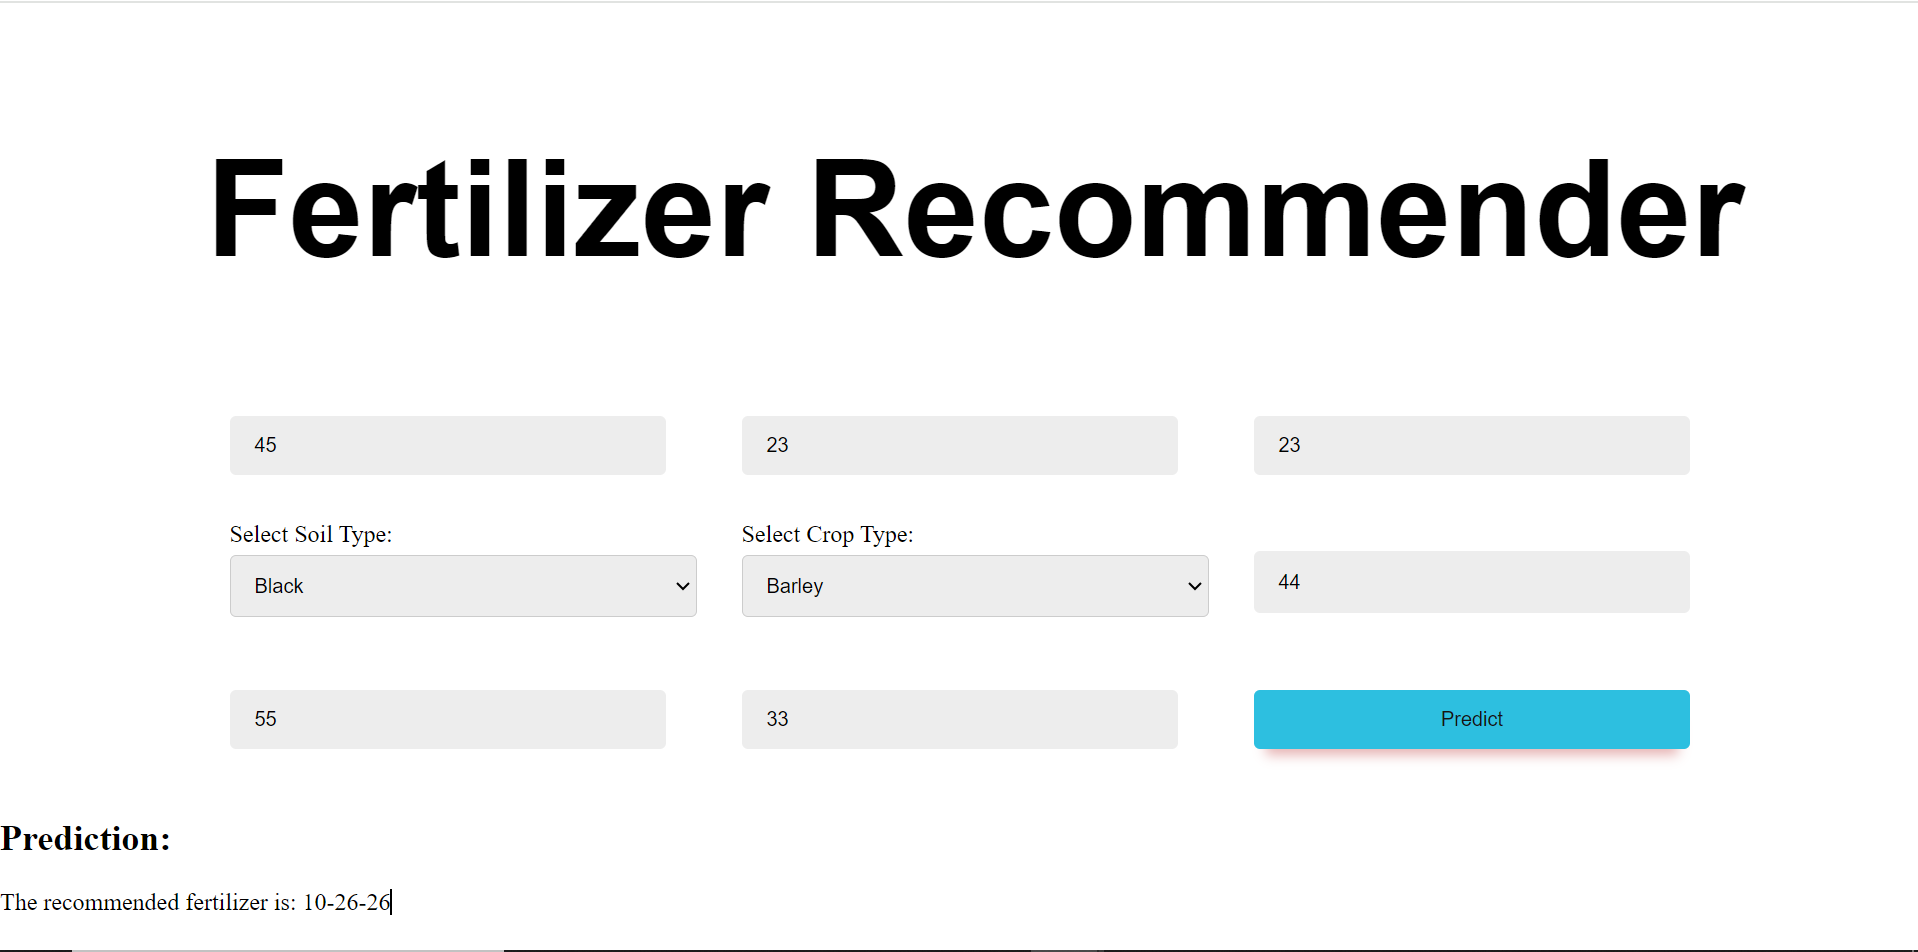 Fertilizer Recommender
45 23 23
Select Soil Type: Select Crop Type:
Black Barley 44
55 33 Predict
Prediction:
The recommended fertilizer is: 10-26-26